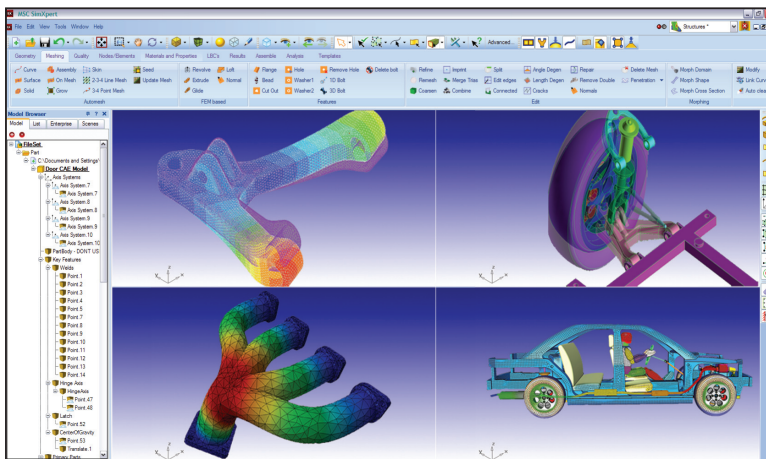 MSC SimXpert
File Edit View Tools Window Help
Structures
Advanced...
Geometry Meshing Quality Nodes/Elements Materials and Properties LBC's Results Assemble Analyze Templates
Curve Assembly Skin Seed Revolve Loft Flange Hole Remove Hole Delete bolt Refine Imprint Split Angle Degen Repair Delete Mesh Morph Domain Modify
Surface On Mesh 2-3-4 Line Mesh Update Mesh Extrude Normal Bead Washer1 1D Bolt Remesh Merge Trias Edit edges Length Degen Remove Double Penetration Morph Shape Link Curv
Solid Grow 3-4 Point Mesh Glide Cut Out Washer2 3D Bolt Coarsen Combine Connected Cracks Normals Morph Cross Section Auto clea
Automesh FEM based Features Edit Morphing
Model Browser
Model List Enterprise Scenes
FileSet
Part
C:\Documents and Settings\
Door CAE Model
Axis Systems
Axis System.7
Axis System.7
Axis System.8
Axis System.8
Axis System.9
Axis System.9
Axis System.10
Axis System.10
PartBody - DONT US
Key Features
Welds
Point.1
Point.2
Point.3
Point.4
Point.5
Point.7
Point.8
Point.9
Point.10
Point.11
Point.12
Point.13
Point.14
Hinge Axis
HingeAxis
Point.47
Point.48
Latch
Point.52
CenterOfGravity
Point.53
Translate.1
Primary Parts